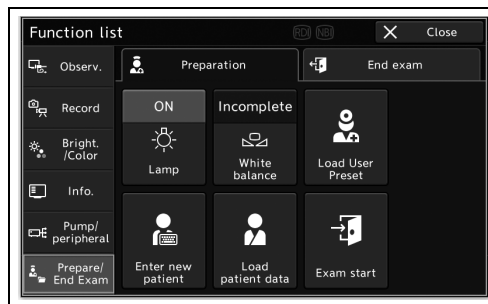 Function list
RDI
NBI
Close
Observ.
Record
Bright.
/Color
Info.
Pump/
peripheral
Prepare/
End Exam
Preparation
End exam
ON
Lamp
Incomplete
White
balance
Load User
Preset
Enter new
patient
Load
patient data
Exam start